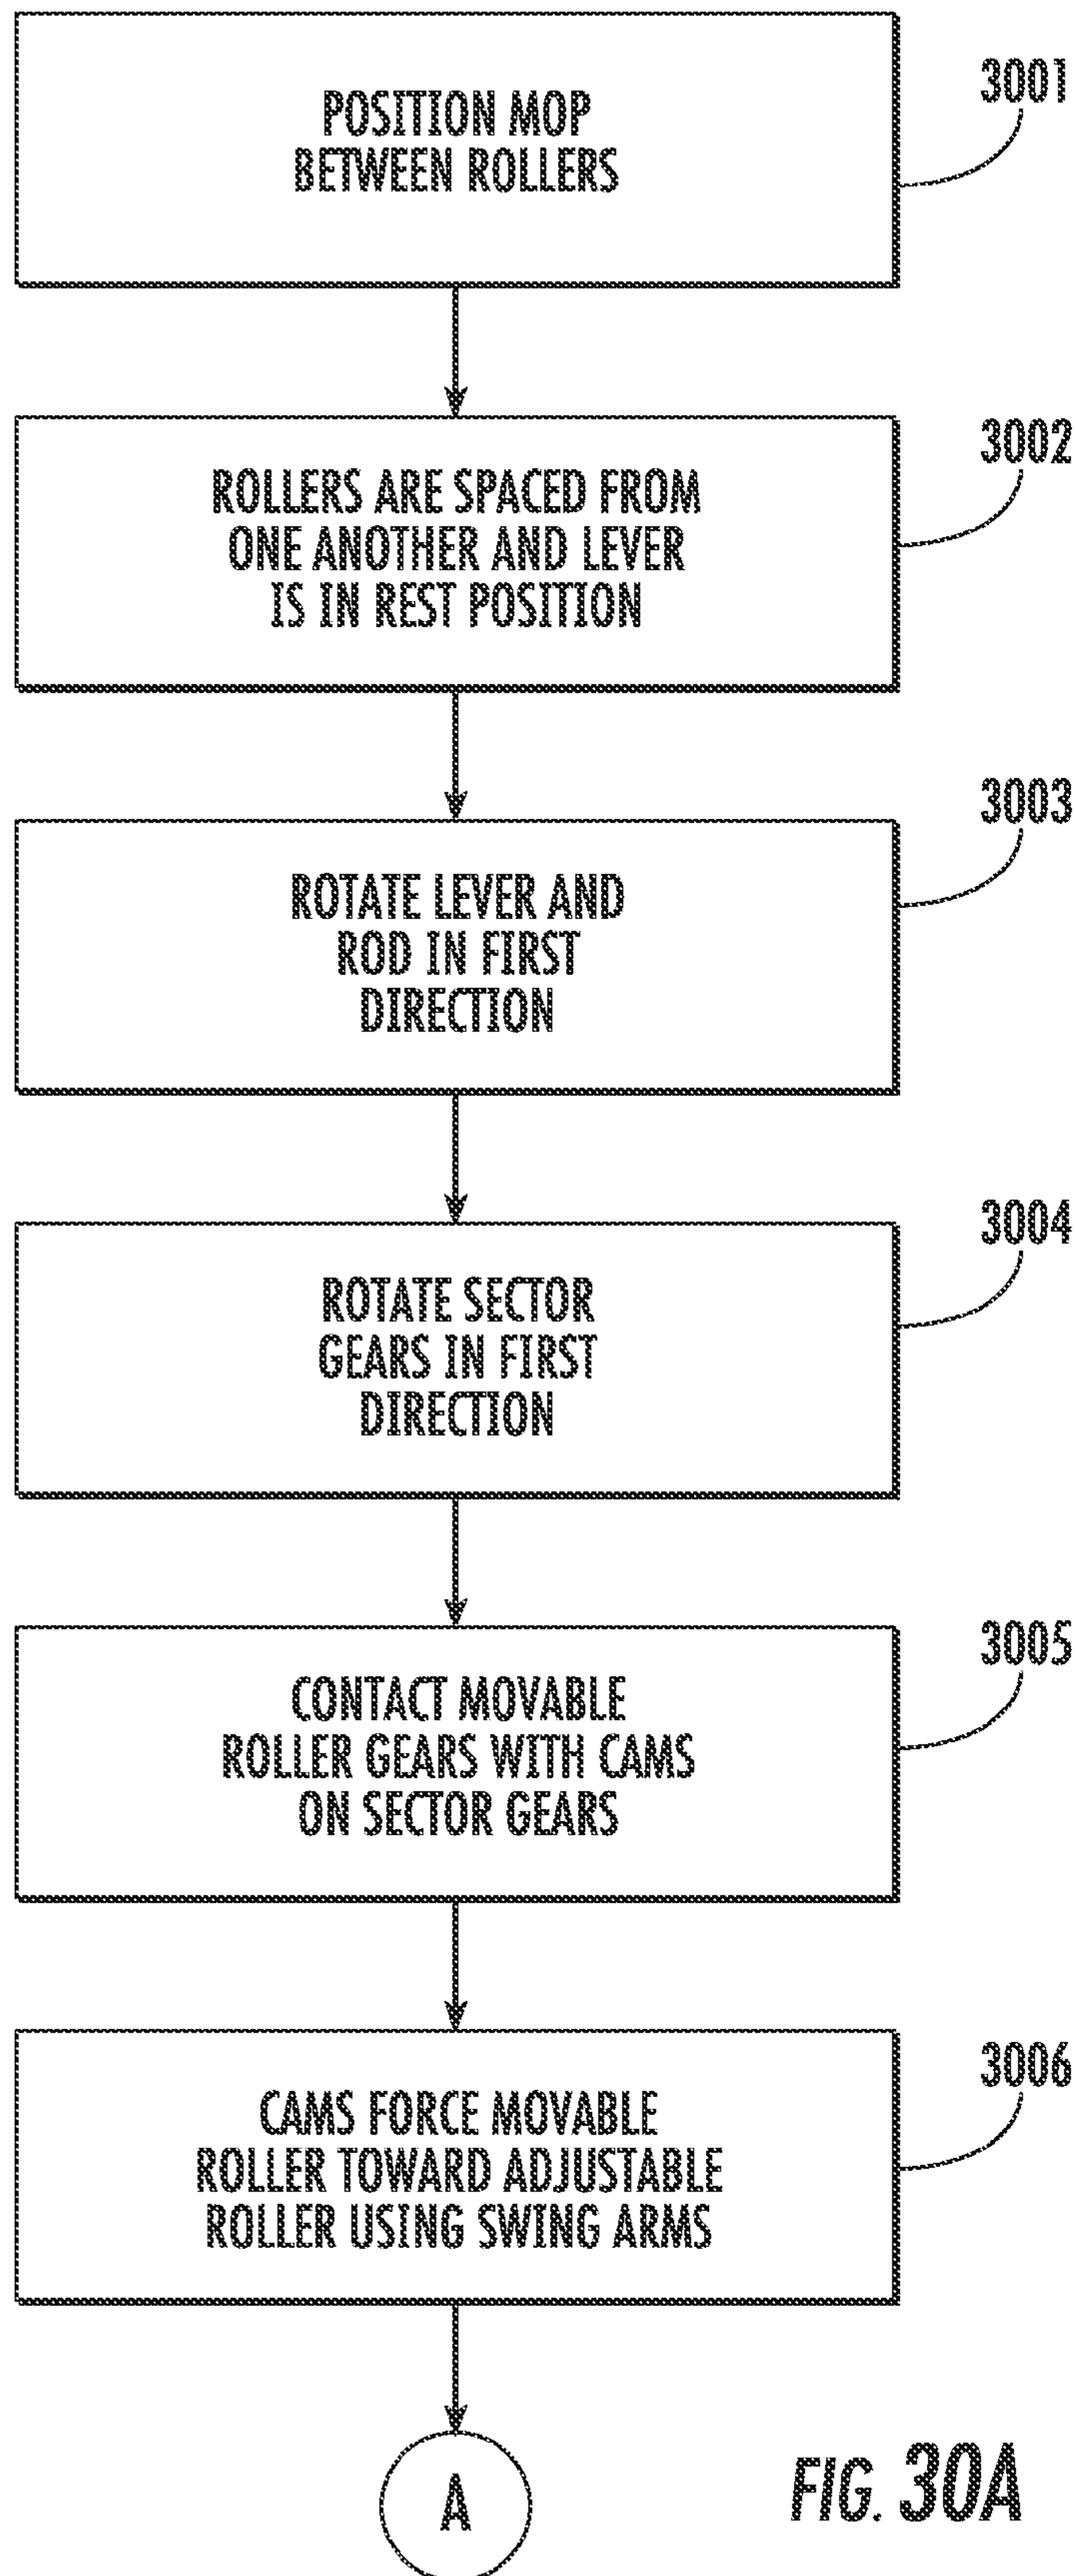 POSITION MOP
BETWEEN ROLLERS
3001
ROLLERS ARE SPACED FROM
ONE ANOTHER AND LEVER
IS IN REST POSITION
3002
ROTATE LEVER AND
ROD IN FIRST
DIRECTION
3003
ROTATE SECTOR
GEARS IN FIRST
DIRECTION
3004
CONTACT MOVABLE
ROLLER GEARS WITH CAMS
ON SECTOR GEARS
3005
CAMS FORCE MOVABLE
ROLLER TOWARD ADJUSTABLE
ROLLER USING SWING ARMS
3006
A
FIG. 30A